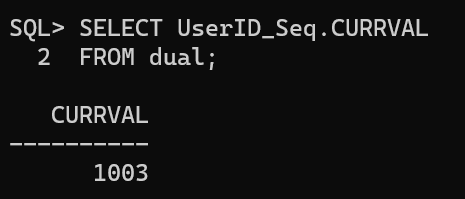 SQL> SELECT UserID_Seq.CURRVAL
  2  FROM dual;
   CURRVAL
----------
      1003